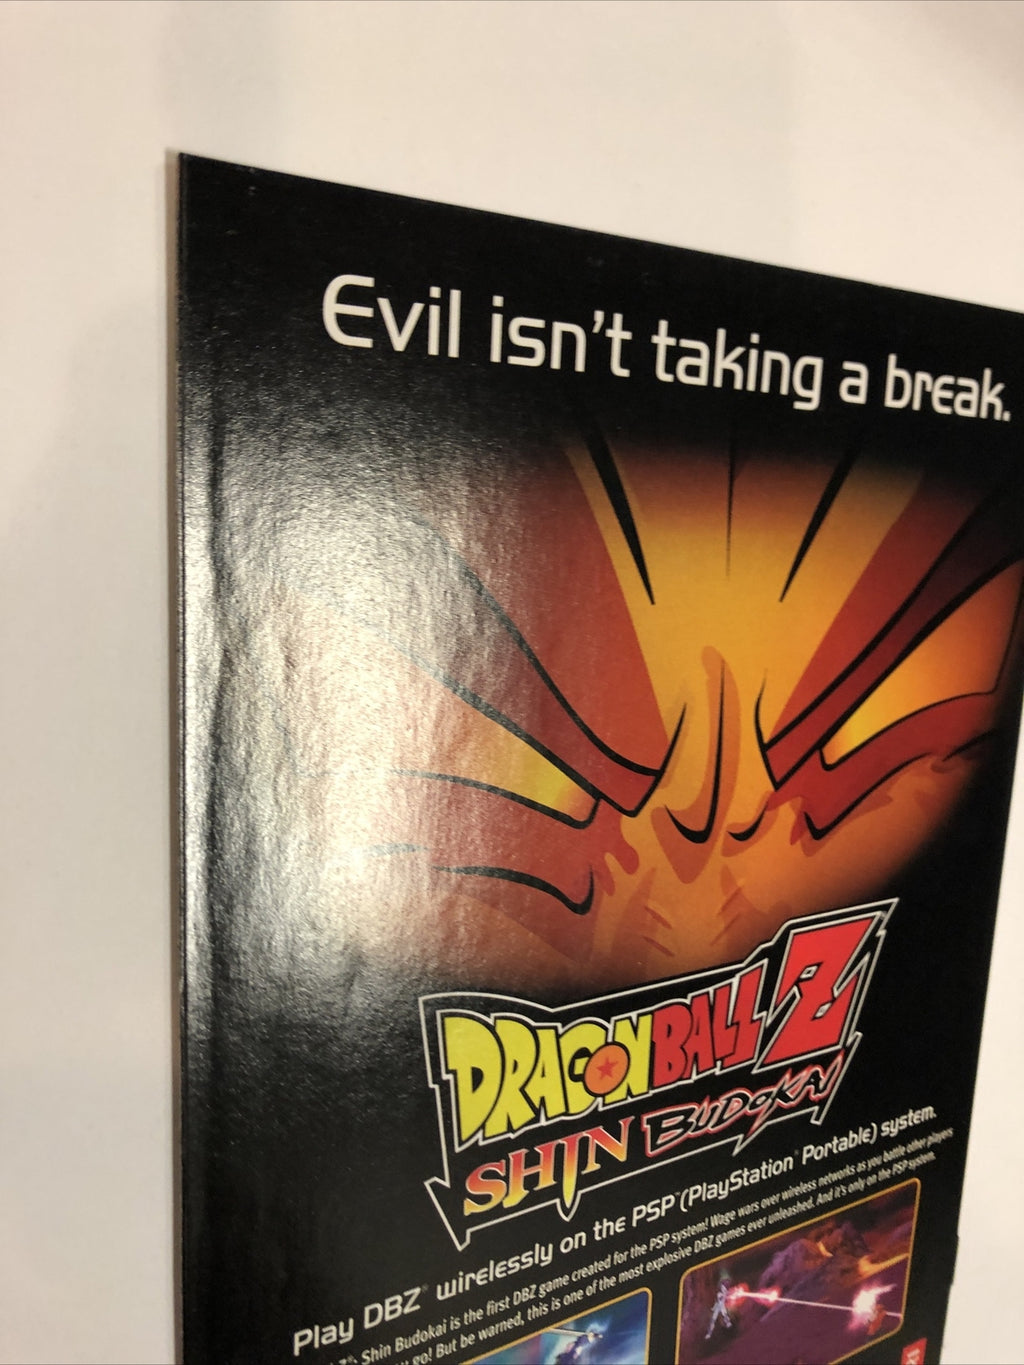 Evil isn't taking a break.
DRAGON BALL Z
SHIN BUDOKAI
Play DBZ® wirelessly on the PSP™ (PlayStation® Portable) system.
Z®: Shin Budokai is the first DBZ game created for the PSP system! Wage wars over wireless networks as you battle other players
go! But be warned, this is one of the most explosive DBZ games ever unleashed. And it's only on the PSP system.